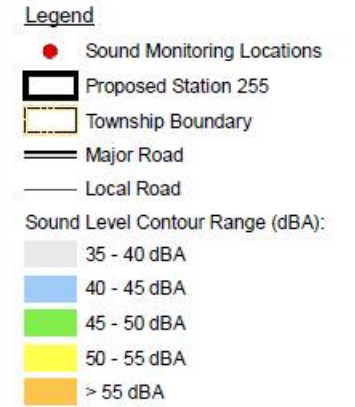 Legend
Sound Monitoring Locations
Proposed Station 255
Township Boundary
Major Road
Local Road
Sound Level Contour Range (dBA):
35 - 40 dBA
40 - 45 dBA
45 - 50 dBA
50 - 55 dBA
> 55 dBA